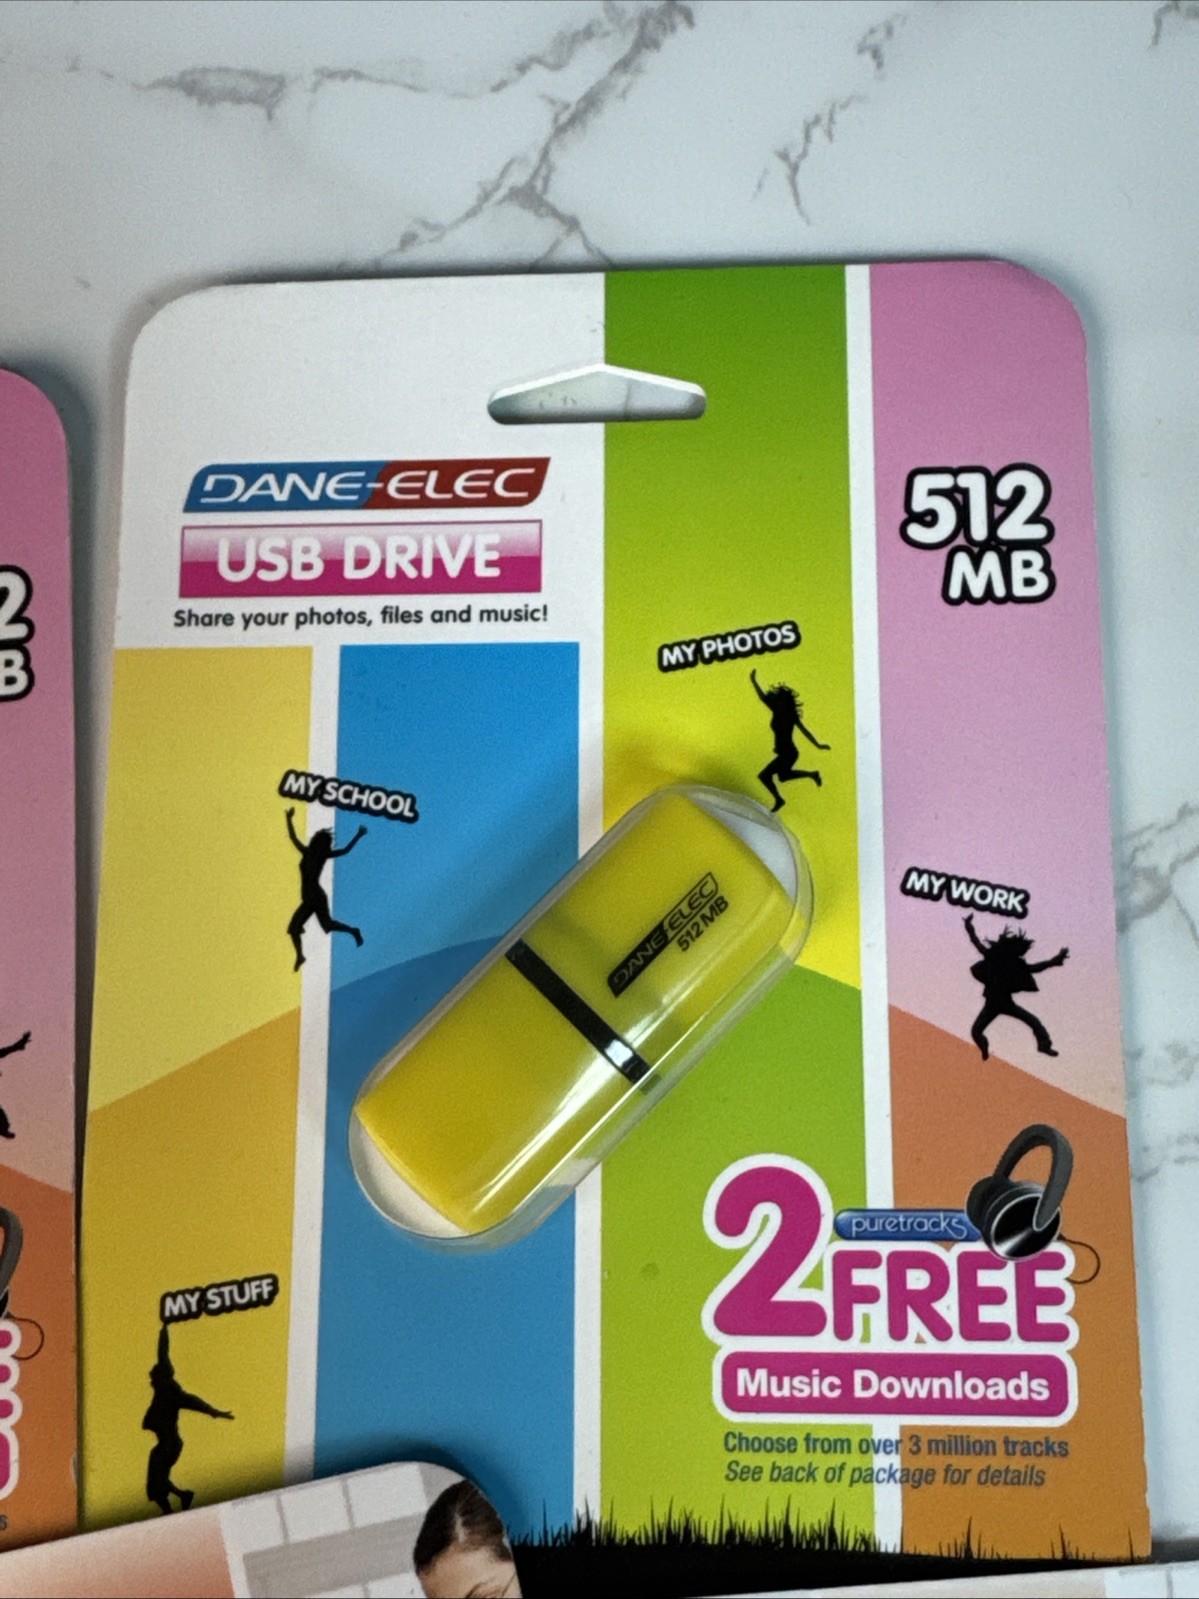 DANE-ELEC
USB DRIVE
Share your photos, files and music!
512
MB
MY PHOTOS
MY SCHOOL
MY WORK
DANE-ELEC
512 MB
MY STUFF
2
puretracks
FREE
Music Downloads
Choose from over 3 million tracks
See back of package for details
2
B